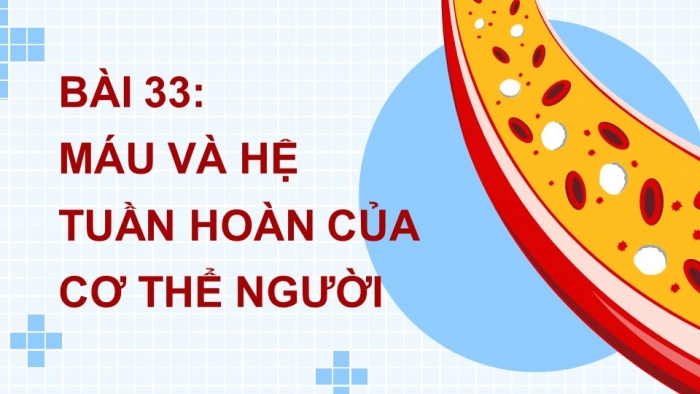 BÀI 33:
MÁU VÀ HỆ
TUẦN HOÀN CỦA
CƠ THỂ NGƯỜI